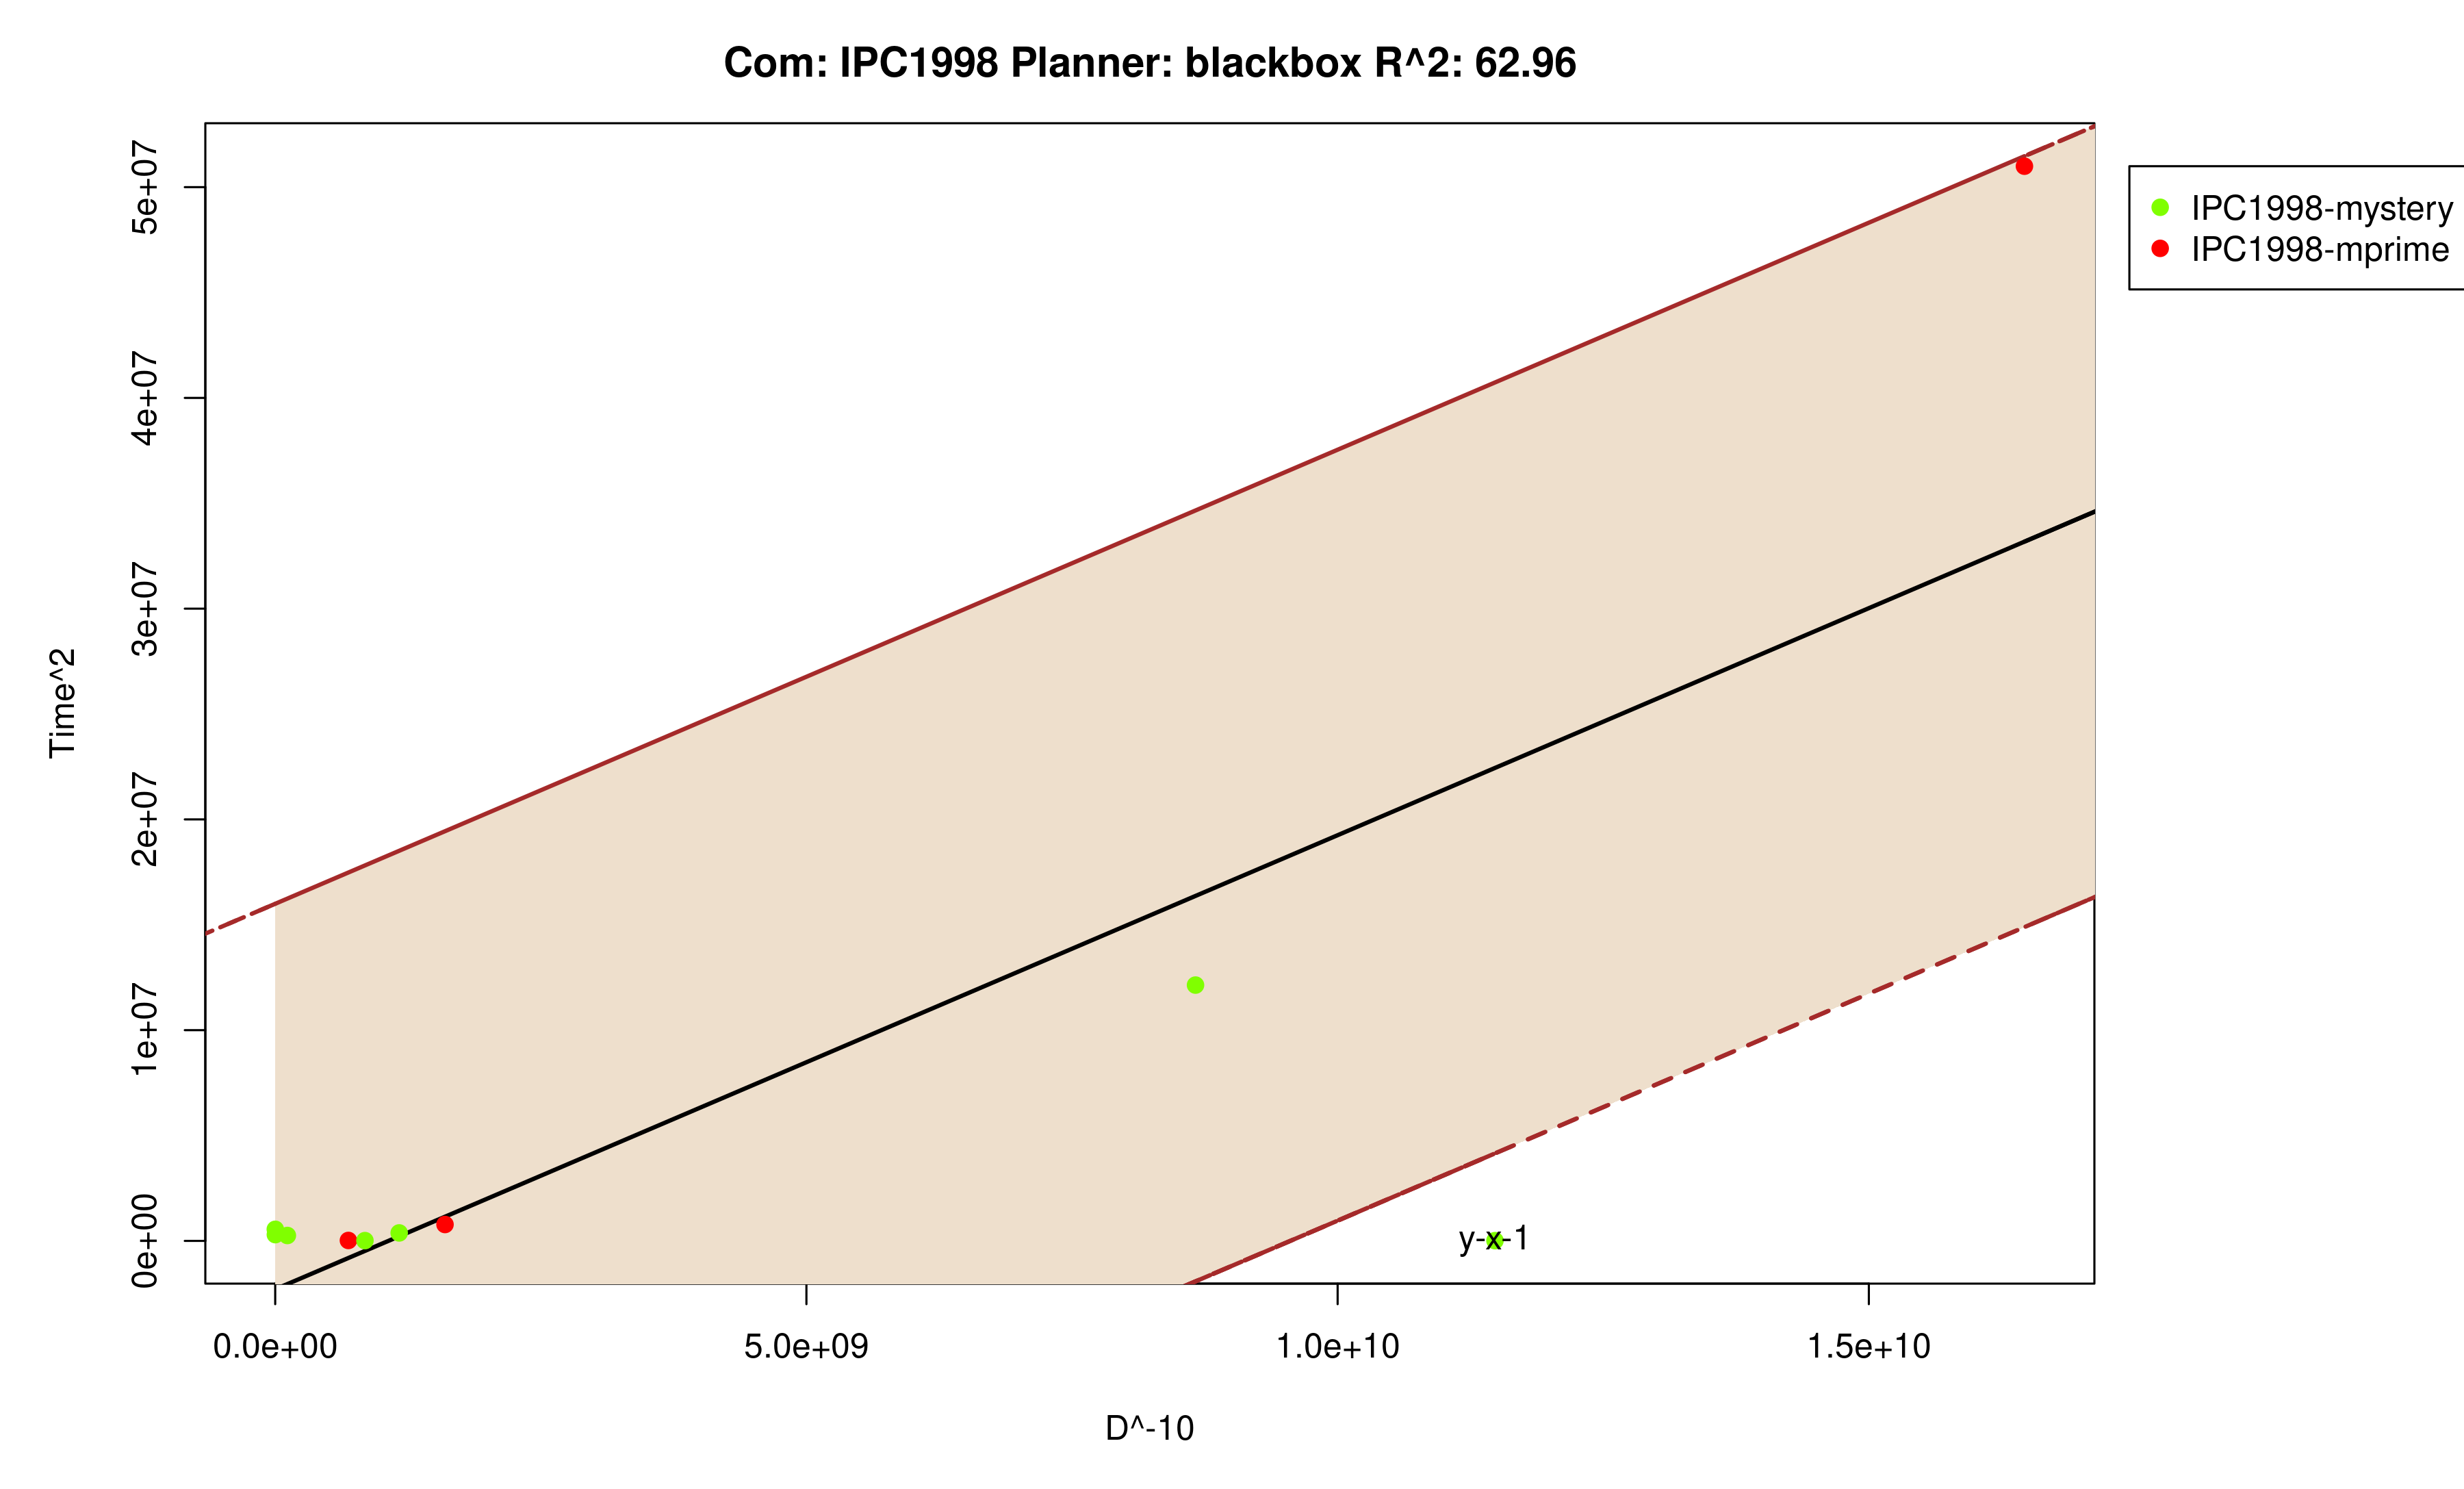 Com: IPC1998 Planner: blackbox R^2: 62.96
IPC1998-mystery
IPC1998-mprime
Time^2
5e+07
4e+07
3e+07
2e+07
1e+07
0e+00
y-x-1
0.0e+00 5.0e+09 1.0e+10 1.5e+10
D^-10